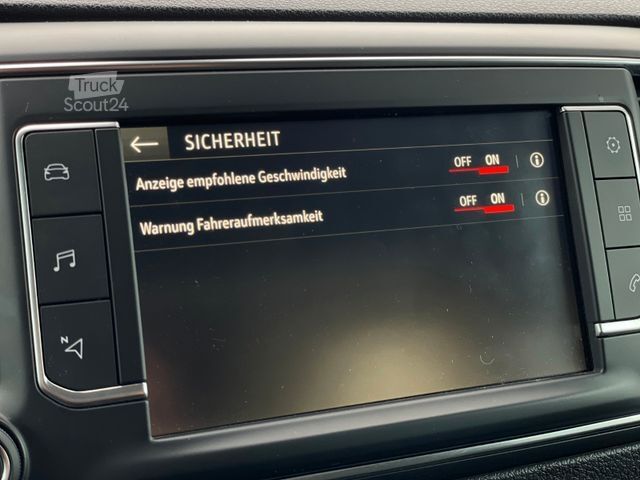 Truck
Scout24
SICHERHEIT
Anzeige empfohlene Geschwindigkeit OFF ON
Warnung Fahreraufmerksamkeit OFF ON
N